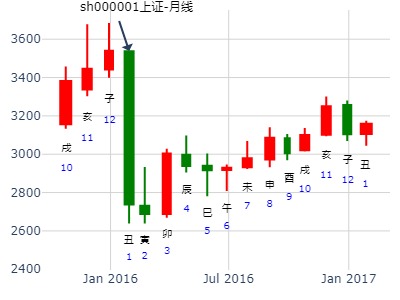 sh000001上证-月线
3600
3400
3200
3000
2800
2600
2400
戌
10
亥
11
子
12
丑
1
寅
2
卯
3
辰
4
巳
5
午
6
未
7
申
8
酉
9
戌
10
亥
11
子
12
丑
1
Jan 2016
Jul 2016
Jan 2017